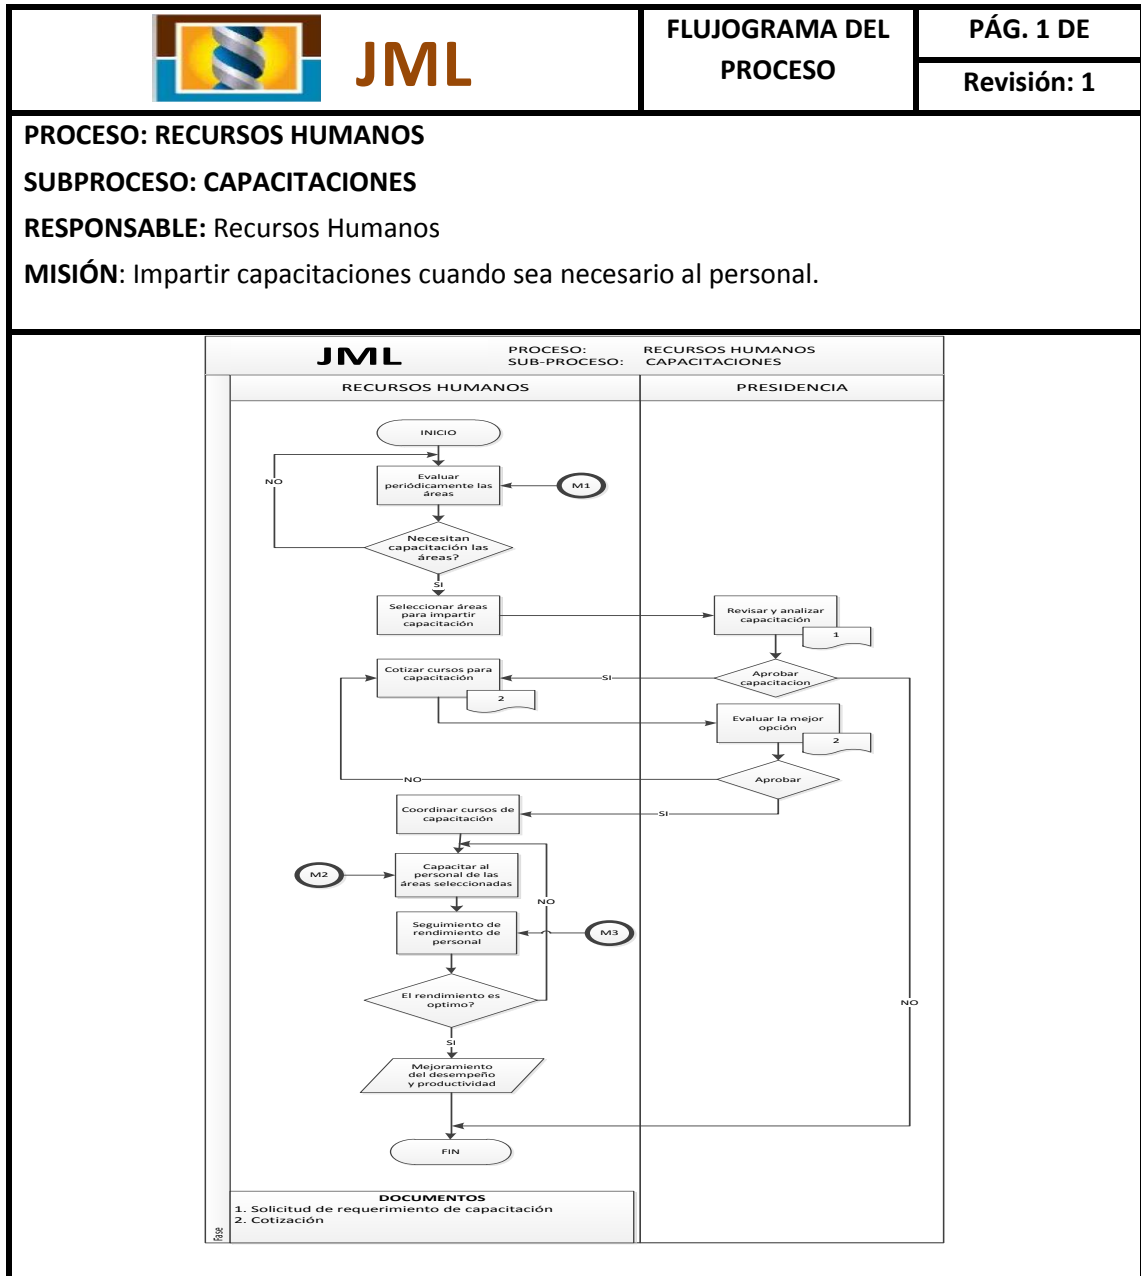 JML
FLUJOGRAMA DEL
PROCESO
PÁG. 1 DE
Revisión: 1
PROCESO: RECURSOS HUMANOS
SUBPROCESO: CAPACITACIONES
RESPONSABLE: Recursos Humanos
MISIÓN: Impartir capacitaciones cuando sea necesario al personal.
JML
PROCESO: RECURSOS HUMANOS
SUB-PROCESO: CAPACITACIONES
RECURSOS HUMANOS
PRESIDENCIA
INICIO
NO
Evaluar
periódicamente las
áreas
M1
Necesitan
capacitación las
áreas?
SI
Seleccionar áreas
para impartir
capacitación
Revisar y analizar
capacitación
1
Cotizar cursos para
capacitación
2
SI
Aprobar
capacitacion
Evaluar la mejor
opción
2
NO
Aprobar
Coordinar cursos de
capacitación
SI
M2
Capacitar al
personal de las
áreas seleccionadas
NO
Seguimiento de
rendimiento de
personal
M3
El rendimiento es
optimo?
NO
SI
Mejoramiento
del desempeño
y productividad
FIN
DOCUMENTOS
1. Solicitud de requerimiento de capacitación
2. Cotización
Fase